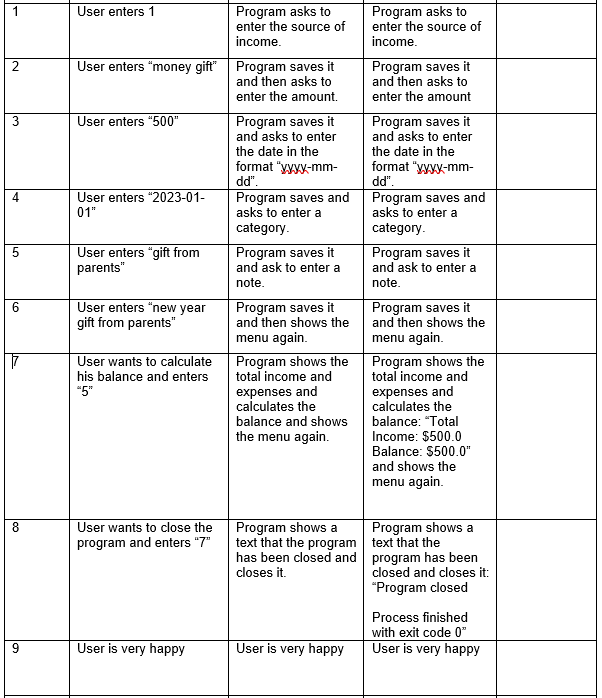 1
User enters 1
Program asks to
enter the source of
income.
Program asks to
enter the source of
income.
2
User enters “money gift”
Program saves it
and then asks to
enter the amount.
Program saves it
and then asks to
enter the amount
3
User enters “500”
Program saves it
and asks to enter
the date in the
format “yyyy-mm-
dd”.
Program saves it
and asks to enter
the date in the
format “yyyy-mm-
dd”.
4
User enters “2023-01-
01”
Program saves and
asks to enter a
category.
Program saves and
asks to enter a
category.
5
User enters “gift from
parents”
Program saves it
and ask to enter a
note.
Program saves it
and ask to enter a
note.
6
User enters “new year
gift from parents”
Program saves it
and then shows the
menu again.
Program saves it
and then shows the
menu again.
7
User wants to calculate
his balance and enters
“5”
Program shows the
total income and
expenses and
calculates the
balance and shows
the menu again.
Program shows the
total income and
expenses and
calculates the
balance: “Total
Income: $500.0
Balance: $500.0”
and shows the
menu again.
8
User wants to close the
program and enters “7”
Program shows a
text that the program
has been closed and
closes it.
Program shows a
text that the
program has been
closed and closes it:
“Program closed
Process finished
with exit code 0”
9
User is very happy
User is very happy
User is very happy